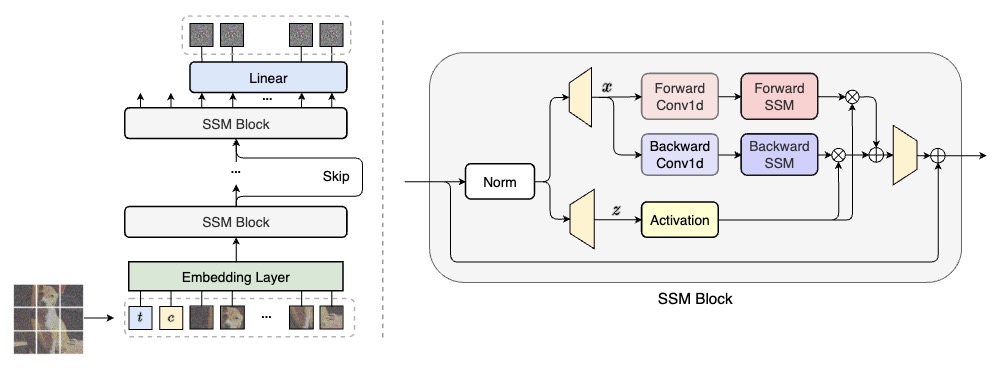 Linear
...
SSM Block
...
Skip
SSM Block
Embedding Layer
t
c
...
Norm
x
Forward
Conv1d
Forward
SSM
Backward
Conv1d
Backward
SSM
z
Activation
SSM Block